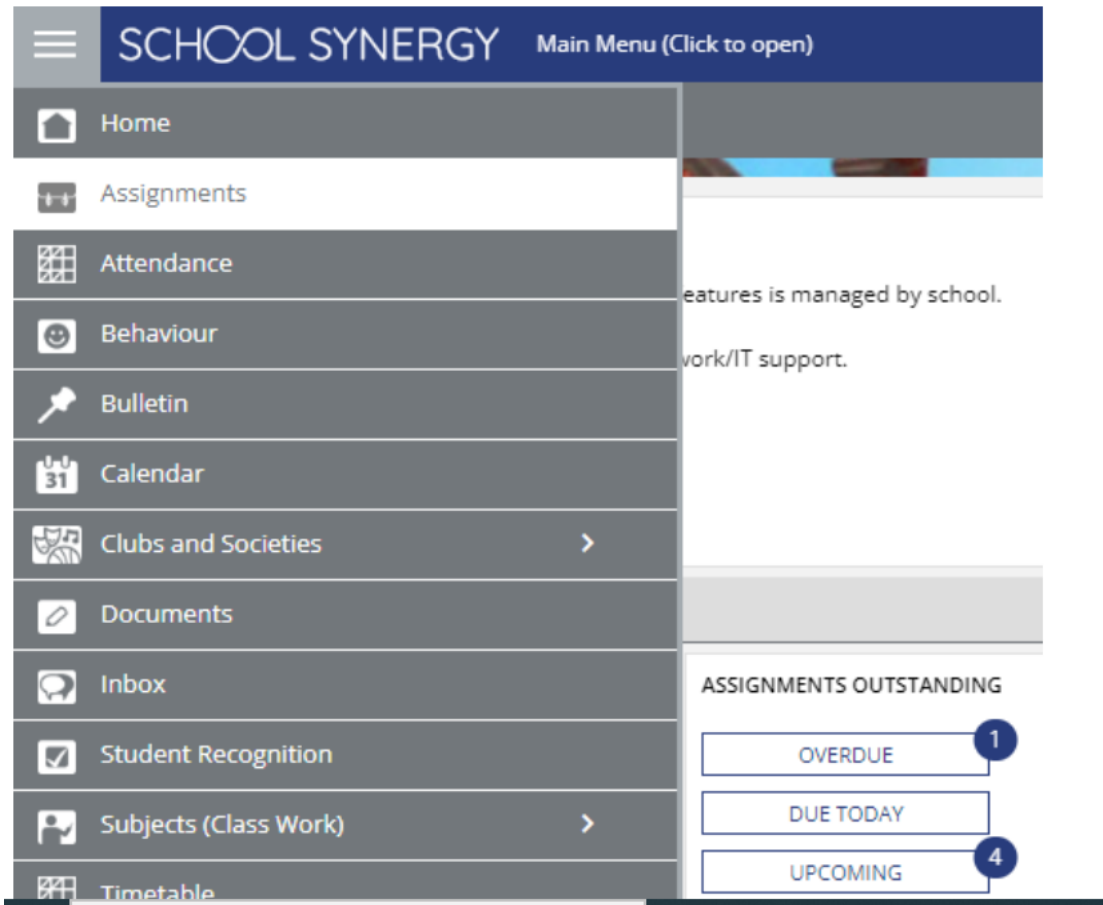 SCHOOL SYNERGY Main Menu (Click to open)
Home
Assignments
Attendance
Behaviour
Bulletin
31 Calendar
Clubs and Societies
Documents
Inbox
Student Recognition
Subjects (Class Work)
Timetable
eatures is managed by school.
work/IT support.
ASSIGNMENTS OUTSTANDING
OVERDUE 1
DUE TODAY
UPCOMING 4